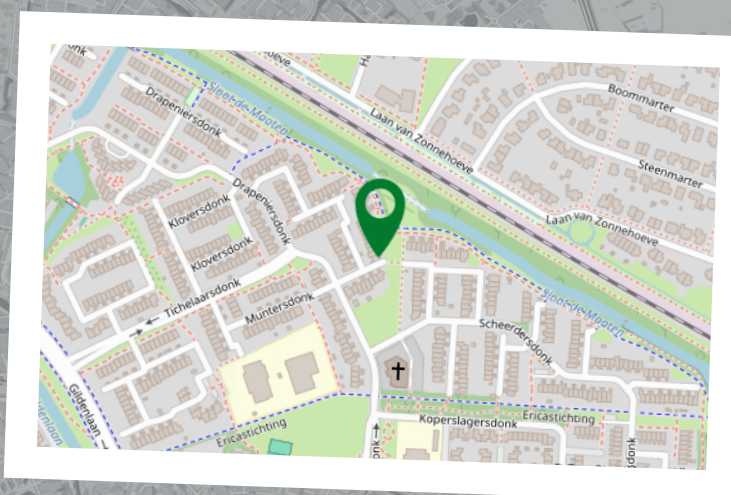 Sloot-de-Mooten
Drapeniersdonk
Laan van Zonnehoeve
Boommarter
Steenmarter
Laan van Zonnehoeve
Drapeniersdonk
Kloversdonk
Kloversdonk
Tichelaarsdonk
Muntersdonk
Sloot-de-Mooten
Scheerdersdonk
Gildenlaan
Ericastichting
Koperslagersdonk
Ericastichting